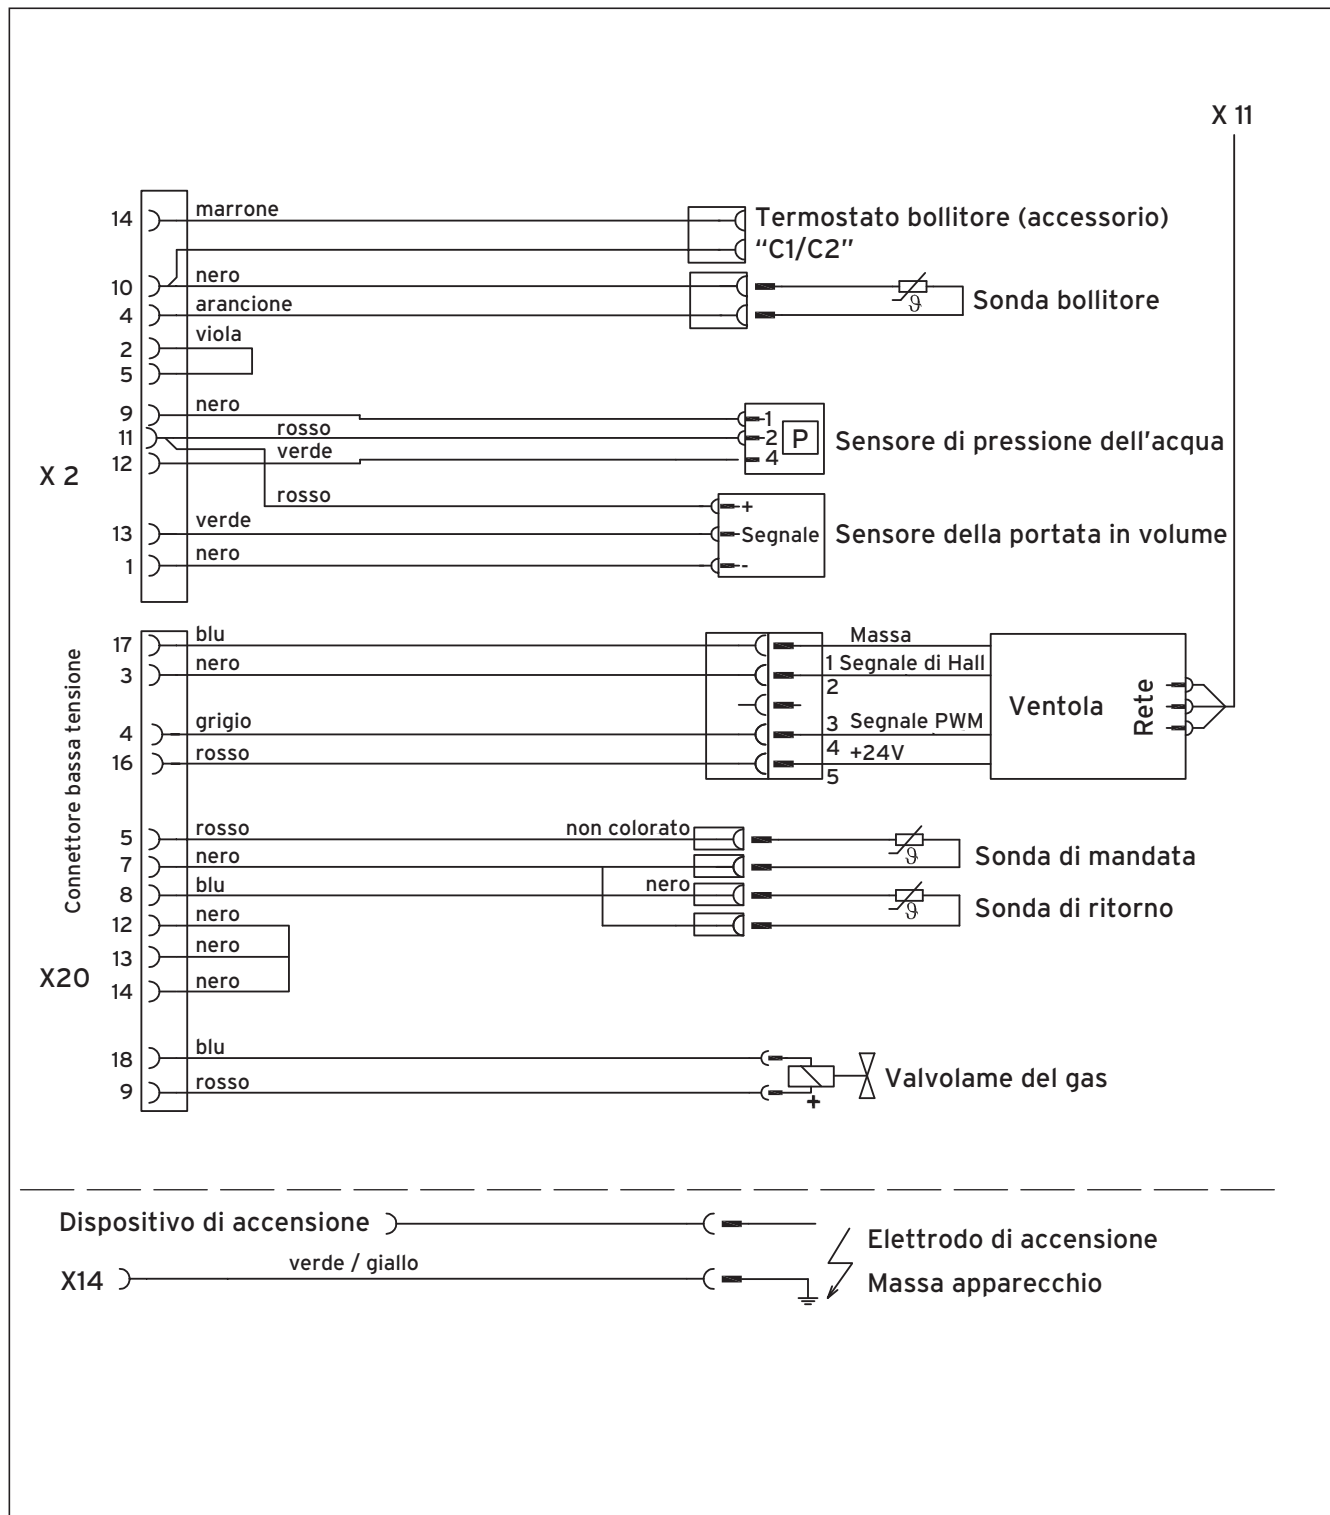 X 11
14 marrone
Termostato bollitore (accessorio)
“C1/C2”
10 nero
4 arancione
ϑ
Sonda bollitore
2 viola
5
9 nero
1
11 rosso
2 P
Sensore di pressione dell’acqua
12 verde
4
X 2
rosso
+
13 verde
Segnale
Sensore della portata in volume
1 nero
-
Connettore bassa tensione
17 blu
Massa
3 nero
1 Segnale di Hall
2
Ventola
Rete
4 grigio
3 Segnale PWM
16 rosso
4 +24V
5
5 rosso
non colorato
ϑ
7 nero
Sonda di mandata
8 blu
nero
ϑ
Sonda di ritorno
12 nero
13 nero
X20
14 nero
18 blu
Valvolame del gas
9 rosso
+
Dispositivo di accensione
Elettrodo di accensione
X14
verde / giallo
Massa apparecchio